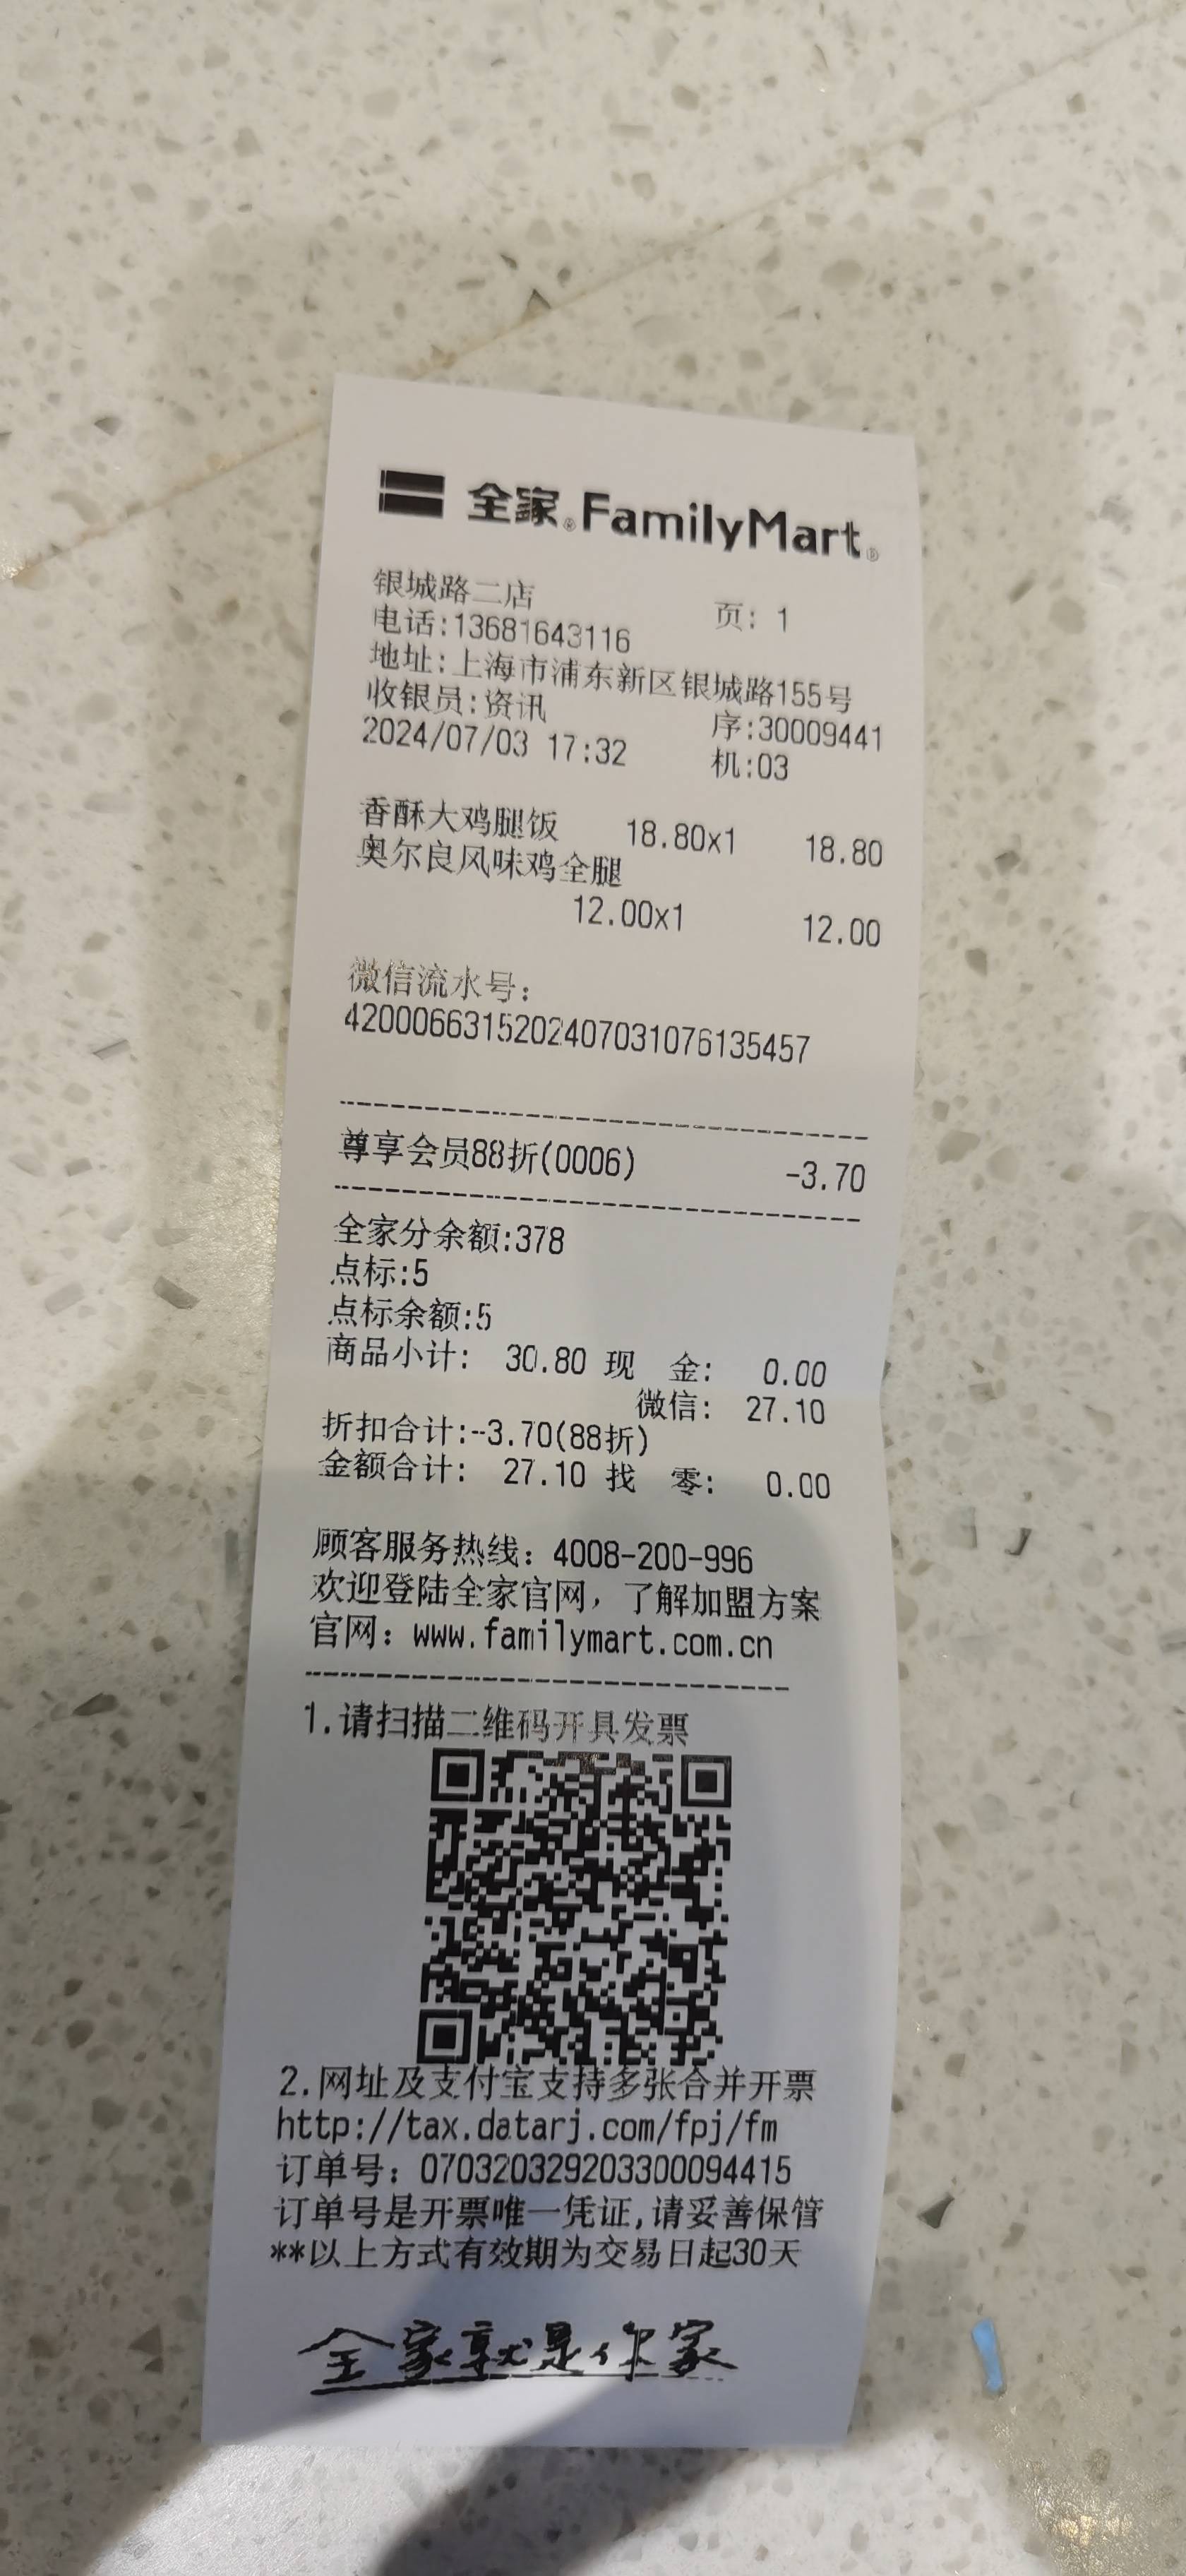 全家®FamilyMart®
银城路二店 页: 1
电话:13681643116
地址:上海市浦东新区银城路155号
收银员:资讯 序:30009441
2024/07/03 17:32 机:03
香酥大鸡腿饭 18.80x1 18.80
奥尔良风味鸡全腿
12.00x1 12.00
微信流水号:
4200066315202407031076135457
尊享会员88折(0006) -3.70
全家分余额:378
点标:5
点标余额:5
商品小计: 30.80 现 金: 0.00
微信: 27.10
折扣合计:-3.70(88折)
金额合计: 27.10 找 零: 0.00
顾客服务热线: 4008-200-996
欢迎登陆全家官网, 了解加盟方案
官网: www.familymart.com.cn
1.请扫描二维码开具发票
2.网址及支付宝支持多张合并开票
http://tax.datarj.com/fpj/fm
订单号: 070320329203300094415
订单号是开票唯一凭证,请妥善保管
**以上方式有效期为交易日起30天
全家就是你家